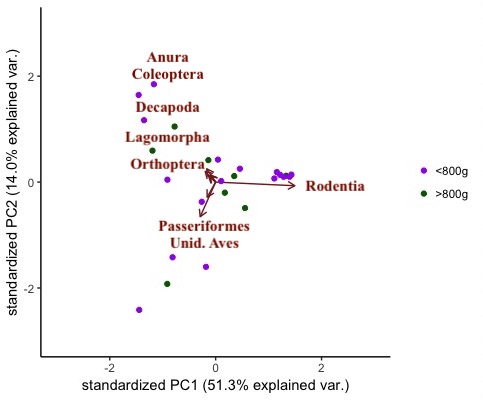 Anura
Coleoptera
Decapoda
Lagomorpha
Orthoptera
Rodentia
Passeriformes
Unid. Aves
2
0
-2
-2
0
2
standardized PC1 (51.3% explained var.)
standardized PC2 (14.0% explained var.)
<800g
>800g